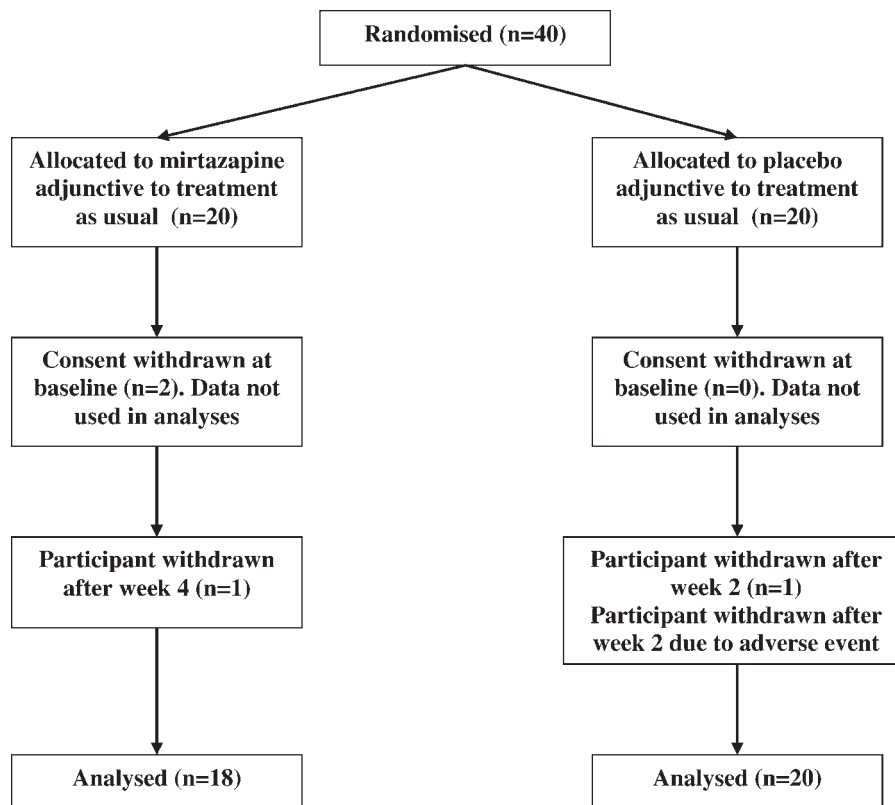 Randomised (n=40)
Allocated to mirtazapine
adjunctive to treatment
as usual (n=20)
Allocated to placebo
adjunctive to treatment
as usual (n=20)
Consent withdrawn at
baseline (n=2). Data not
used in analyses
Consent withdrawn at
baseline (n=0). Data not
used in analyses
Participant withdrawn
after week 4 (n=1)
Participant withdrawn after
week 2 (n=1)
Participant withdrawn after
week 2 due to adverse event
Analysed (n=18)
Analysed (n=20)